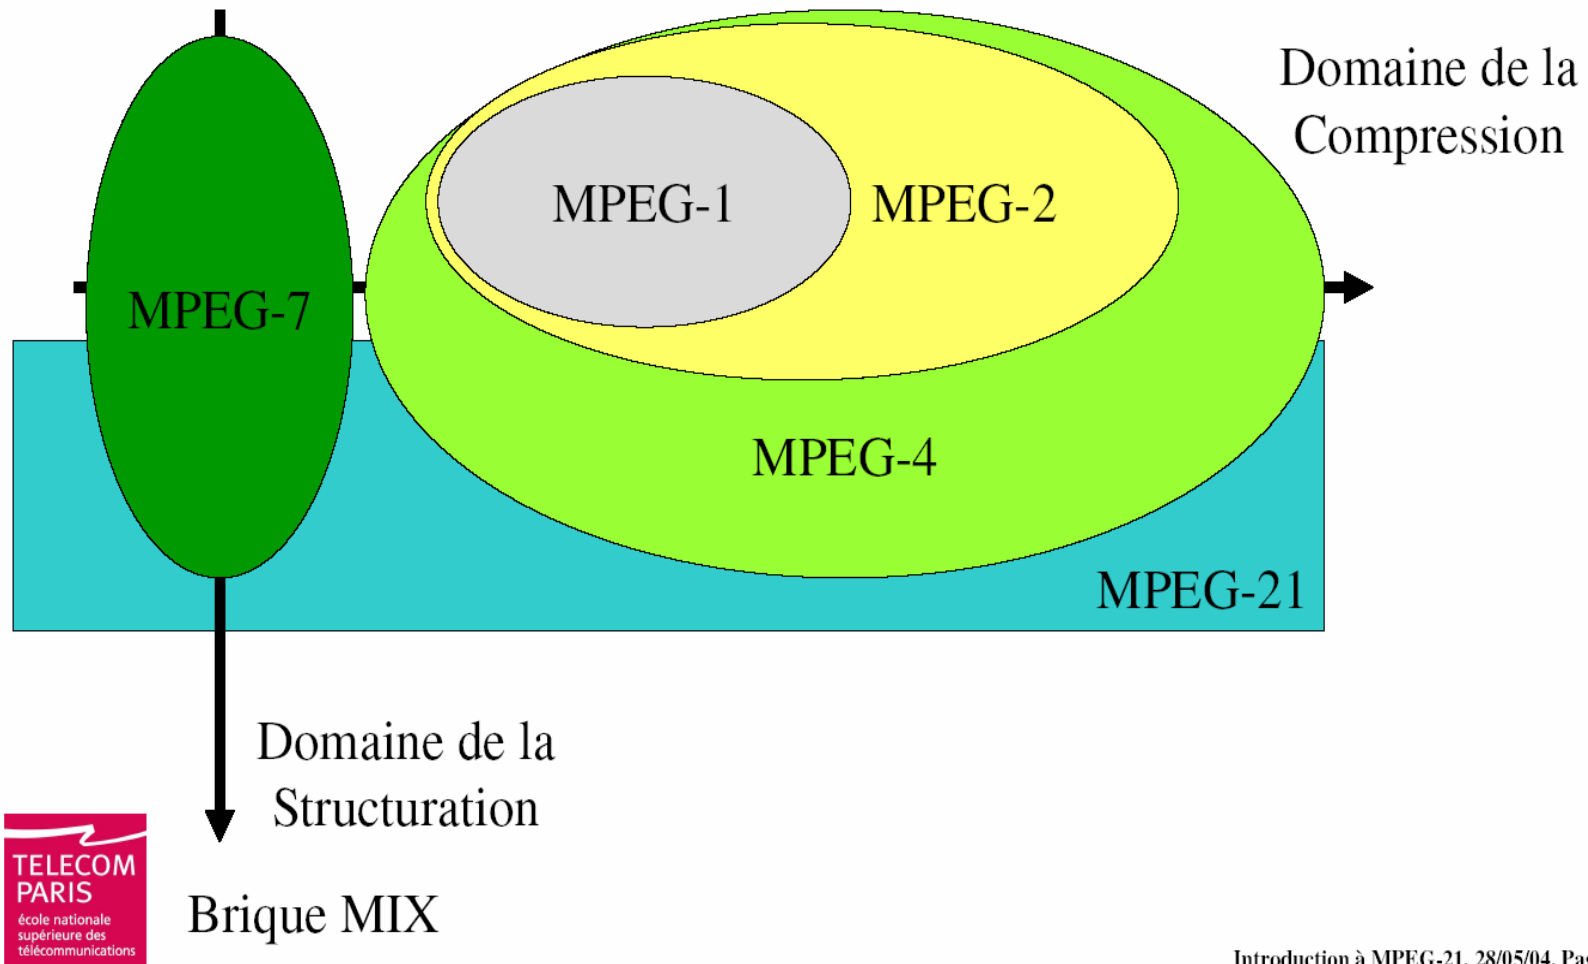 Domaine de la
Compression
MPEG-1
MPEG-2
MPEG-7
MPEG-4
MPEG-21
Domaine de la
Structuration
TELECOM
PARIS
école nationale
supérieure des
télécommunications
Brique MIX
Introduction à MPEG-21, 28/05/04, Pa